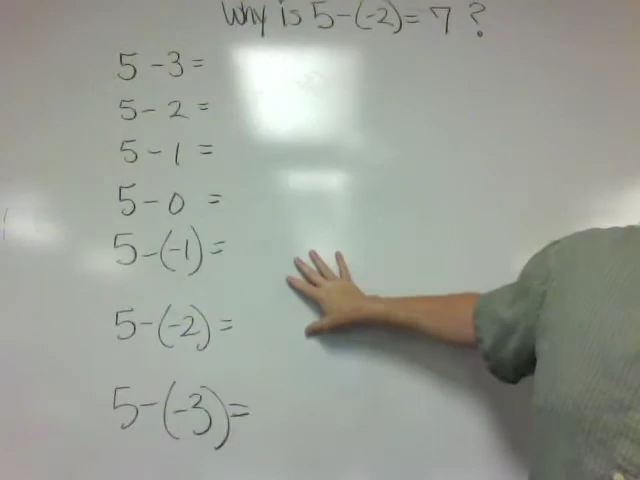 Why is 5-(-2)= 7 ?
5 -3=
5- 2 =
5 - 1 =
5 - 0 =
5-(-1)=
5-(-2)=
5-(-3)=